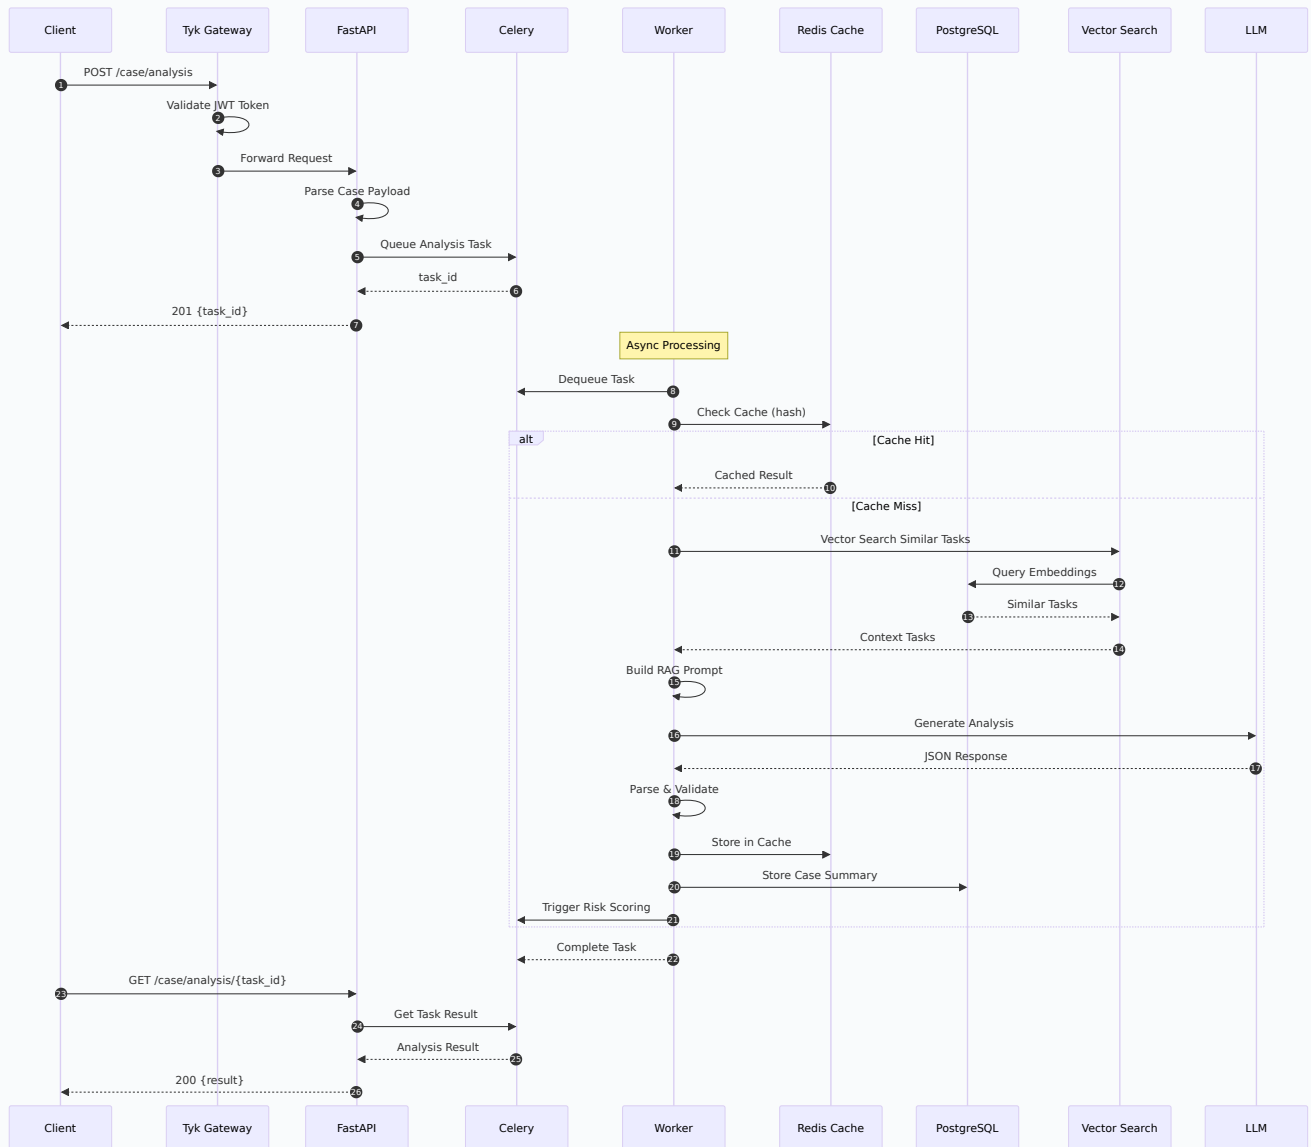 Client Tyk Gateway FastAPI Celery Worker Redis Cache PostgreSQL Vector Search LLM
POST /case/analysis
1
Validate JWT Token
2
Forward Request
3
Parse Case Payload
4
Queue Analysis Task
5
task_id
6
201 {task_id}
7
Async Processing
Dequeue Task
8
Check Cache (hash)
9
alt [Cache Hit]
Cached Result
10
[Cache Miss]
Vector Search Similar Tasks
11
Query Embeddings
12
Similar Tasks
13
Context Tasks
14
Build RAG Prompt
15
Generate Analysis
16
JSON Response
17
Parse & Validate
18
Store in Cache
19
Store Case Summary
20
Trigger Risk Scoring
21
Complete Task
22
GET /case/analysis/{task_id}
23
Get Task Result
24
Analysis Result
25
200 {result}
26
Client Tyk Gateway FastAPI Celery Worker Redis Cache PostgreSQL Vector Search LLM